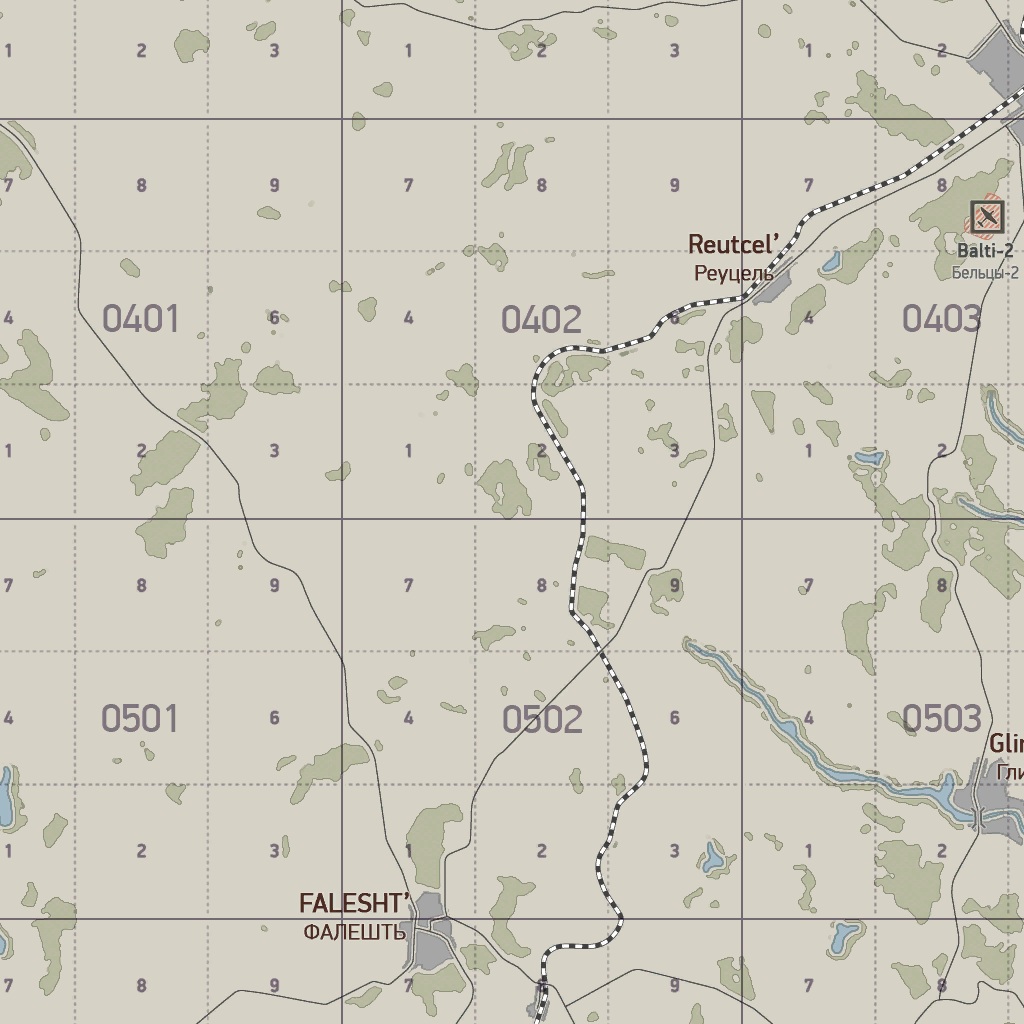 1 2 3 1 2 3 1 2
7 8 9 7 8 9 7 8
Reutcel'
Реуцель
Balti-2
Бельцы-2
4 0401 6 4 0402 6 4 0403
1 2 3 1 2 3 1 2
7 8 9 7 8 9 7 8
4 0501 6 4 0502 6 4 0503
Glin
Гли
1 2 3 1 2 3 1 2
FALESHT'
ФАЛЕШТЬ
7 8 9 7 8 9 7 8